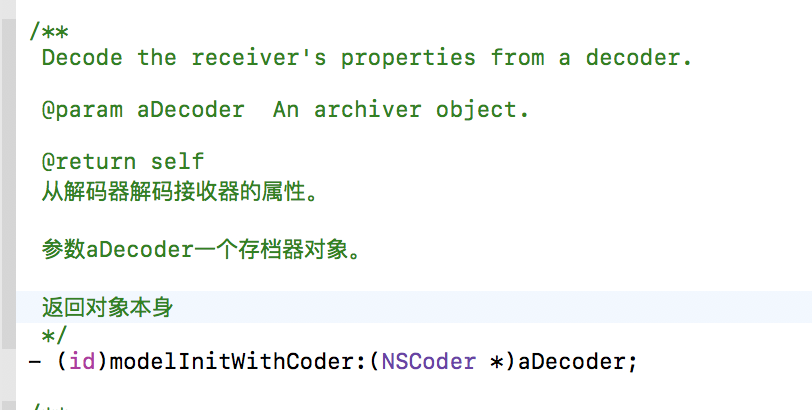 /**
Decode the receiver's properties from a decoder.
@param aDecoder  An archiver object.
@return self
从解码器解码接收器的属性。
参数aDecoder一个存档器对象。
返回对象本身
*/
- (id)modelInitWithCoder:(NSCoder *)aDecoder;
/**